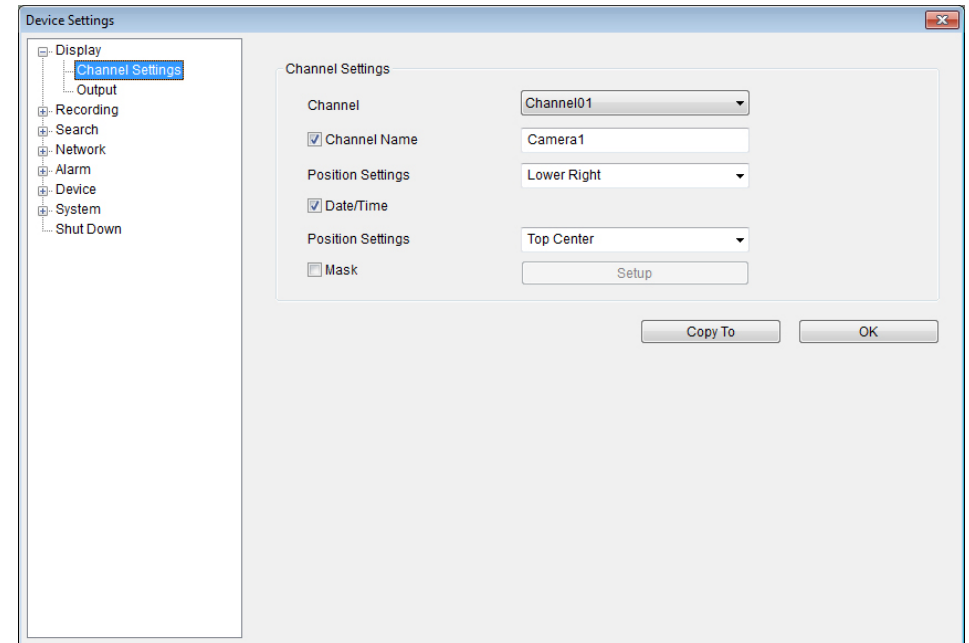 Device Settings
Display
Channel Settings
Output
Recording
Search
Network
Alarm
Device
System
Shut Down
Channel Settings
Channel Channel01
Channel Name Camera1
Position Settings Lower Right
Date/Time
Position Settings Top Center
Mask Setup
Copy To OK